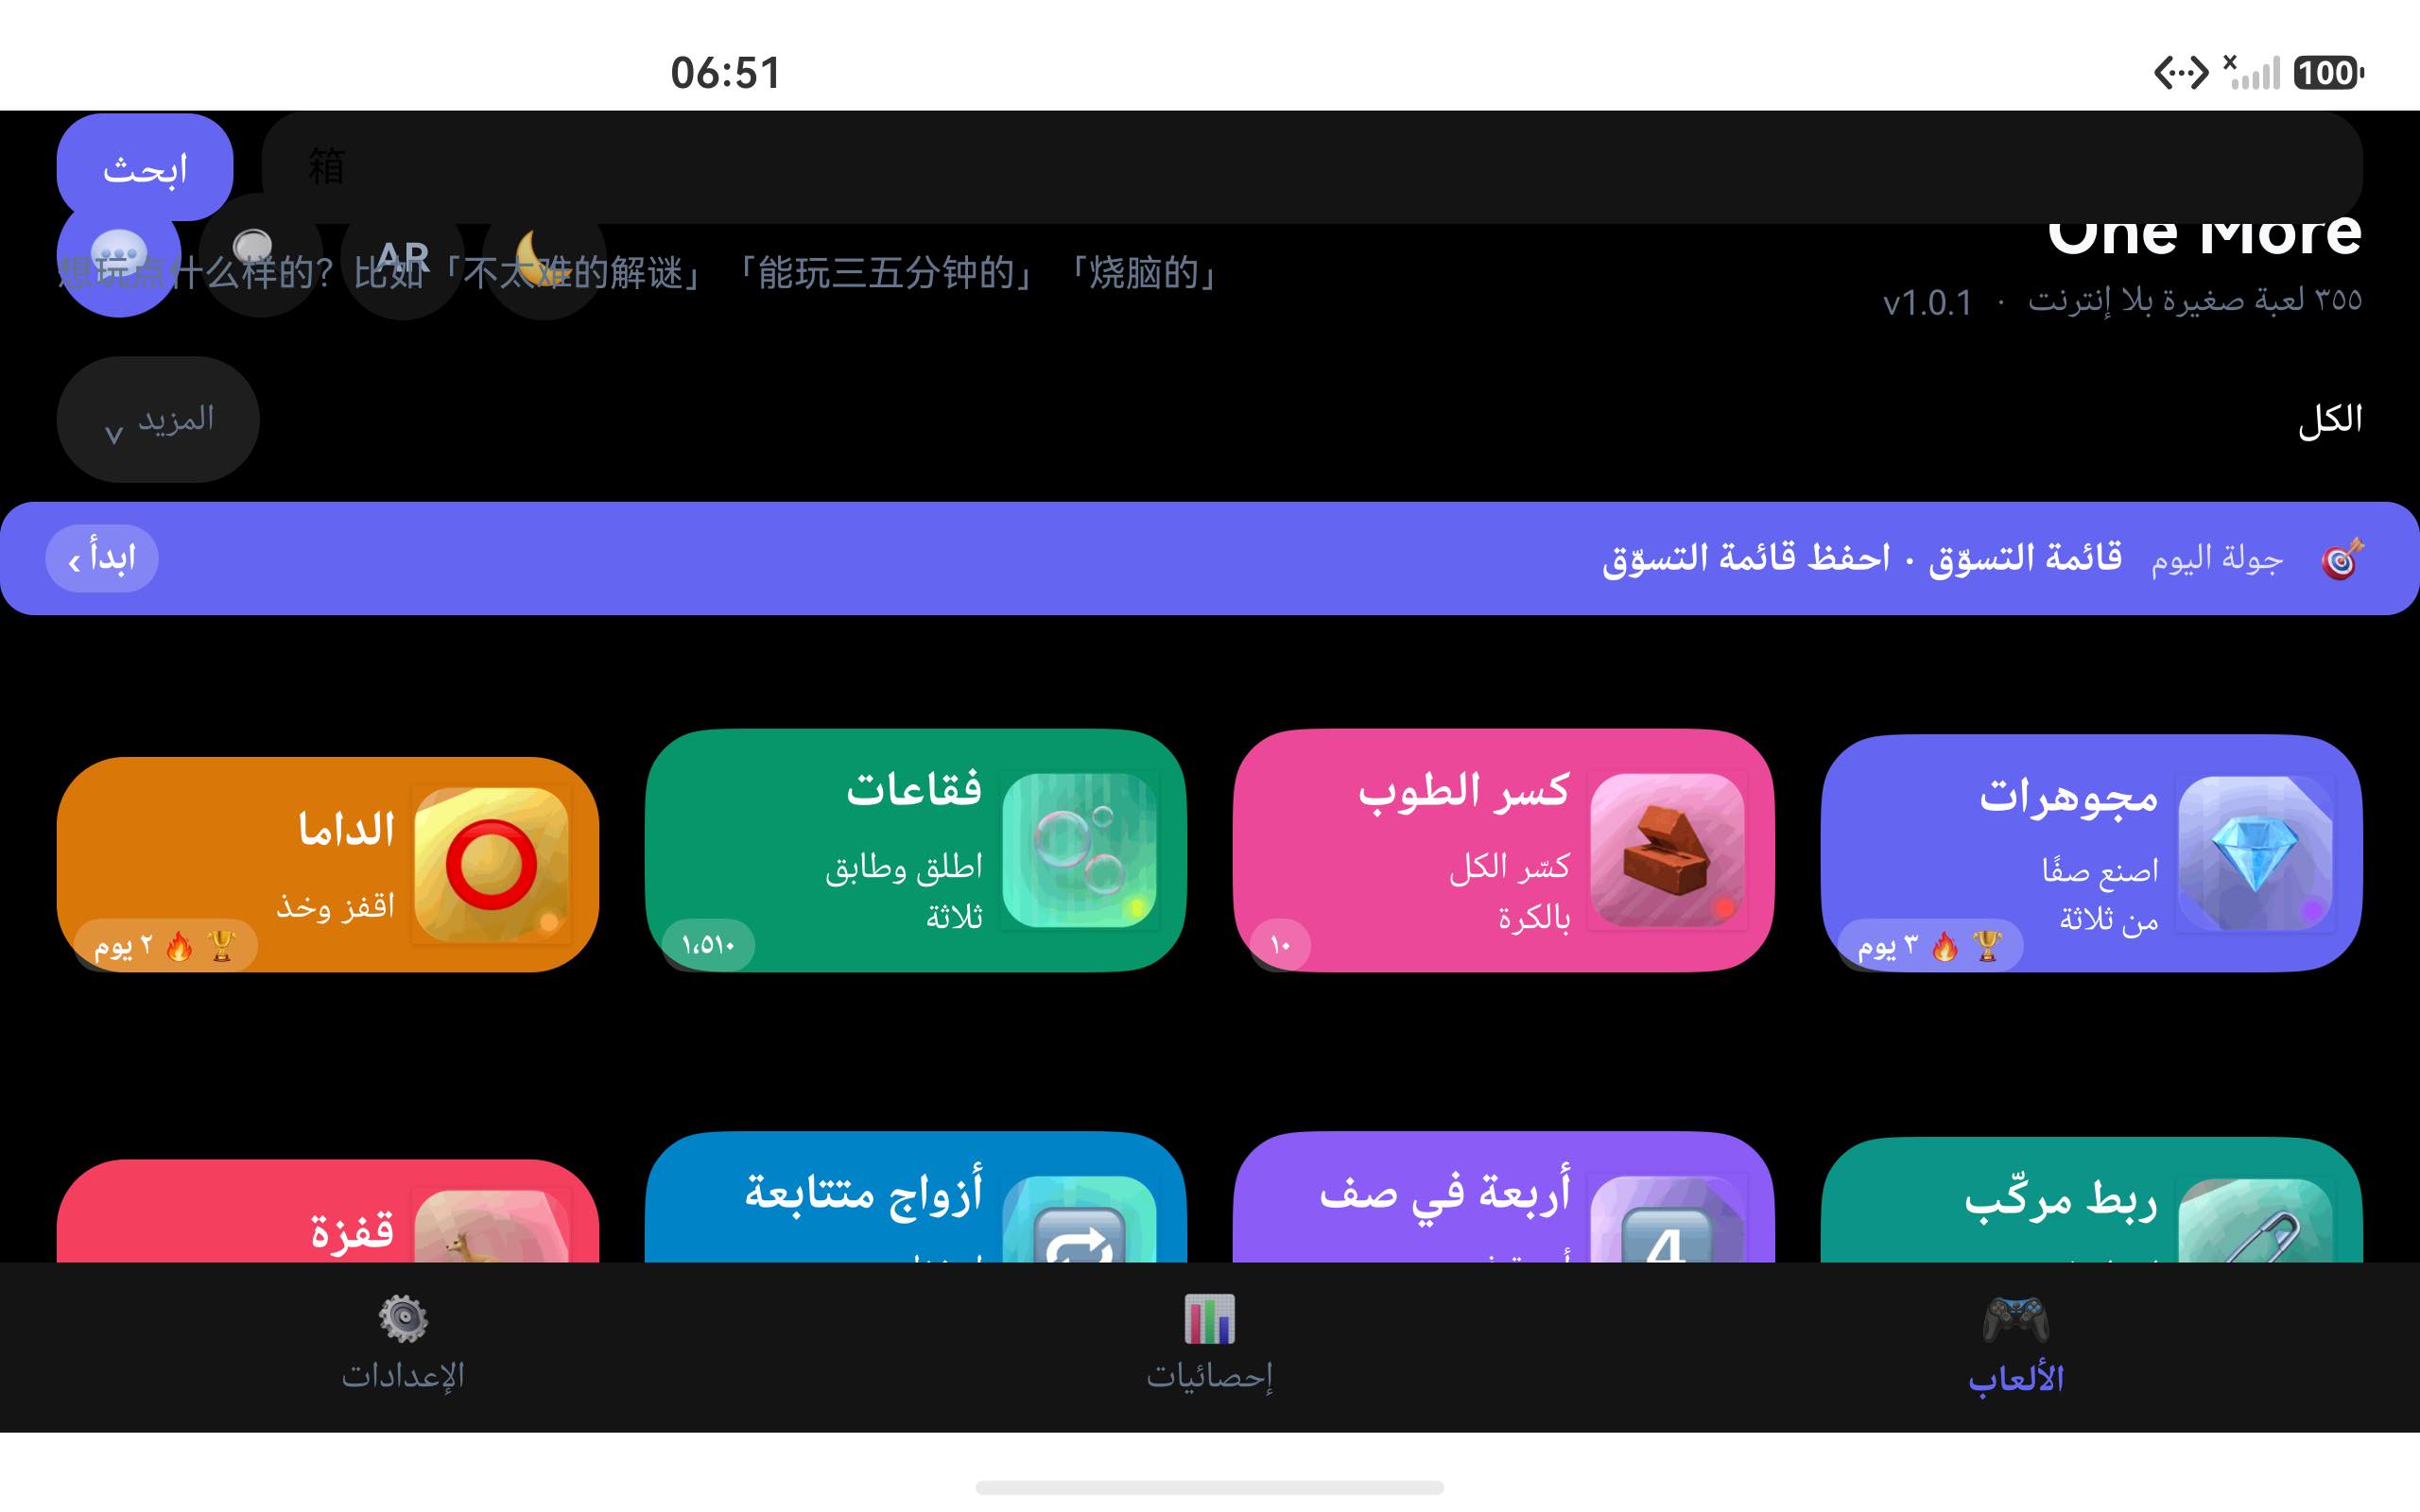 06:51
100
ابحث
箱
One More
AR
想玩点什么样的？比如「不太难的解谜」「能玩三五分钟的」「烧脑的」
٣٥٥ لعبة صغيرة بلا إنترنت · v1.0.1
الكل
المزيد
جولة اليوم قائمة التسوّق · احفظ قائمة التسوّق
ابدأ ›
مجوهرات
اصنع صفًا
من ثلاثة
٣ يوم
كسر الطوب
كسّر الكل
بالكرة
١٠
فقاعات
اطلق وطابق
ثلاثة
١،٥١٠
الداما
اقفز وخذ
٢ يوم
ربط مركّب
أربعة في صف
4
أزواج متتابعة
قفزة
الألعاب
إحصائيات
الإعدادات